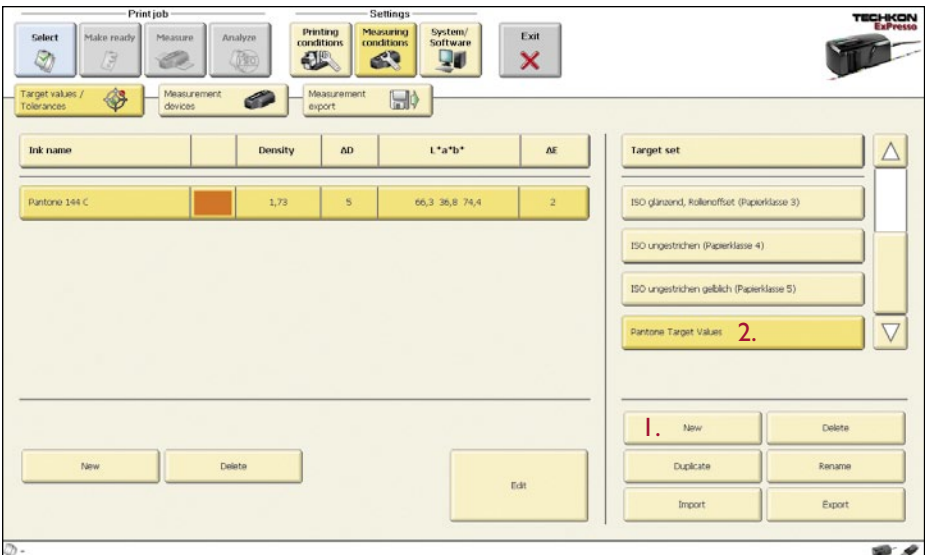 Print job
Settings
TECHKON
ExPresso
Select
Make ready
Measure
Analyze
Printing
conditions
Measuring
conditions
System/
Software
Exit
Target values /
Tolerances
Measurement
devices
Measurement
export
Ink name
Density
ΔD
L*a*b*
ΔE
Target set
Pantone 144 C
1,73
5
66,3 36,8 74,4
2
ISO glänzend, Rollenoffset (Papierklasse 3)
ISO ungestrichen (Papierklasse 4)
ISO ungestrichen gelblich (Papierklasse 5)
Pantone Target Values 2.
1. New
Delete
New
Delete
Edit
Duplicate
Rename
Import
Export
-